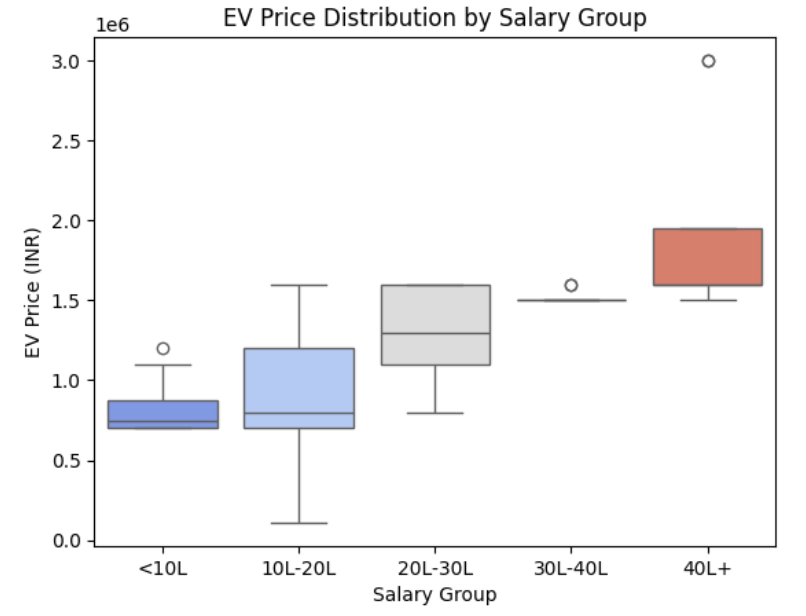 EV Price Distribution by Salary Group
1e6
3.0
2.5
2.0
1.5
1.0
0.5
0.0
EV Price (INR)
<10L 10L-20L 20L-30L 30L-40L 40L+
Salary Group